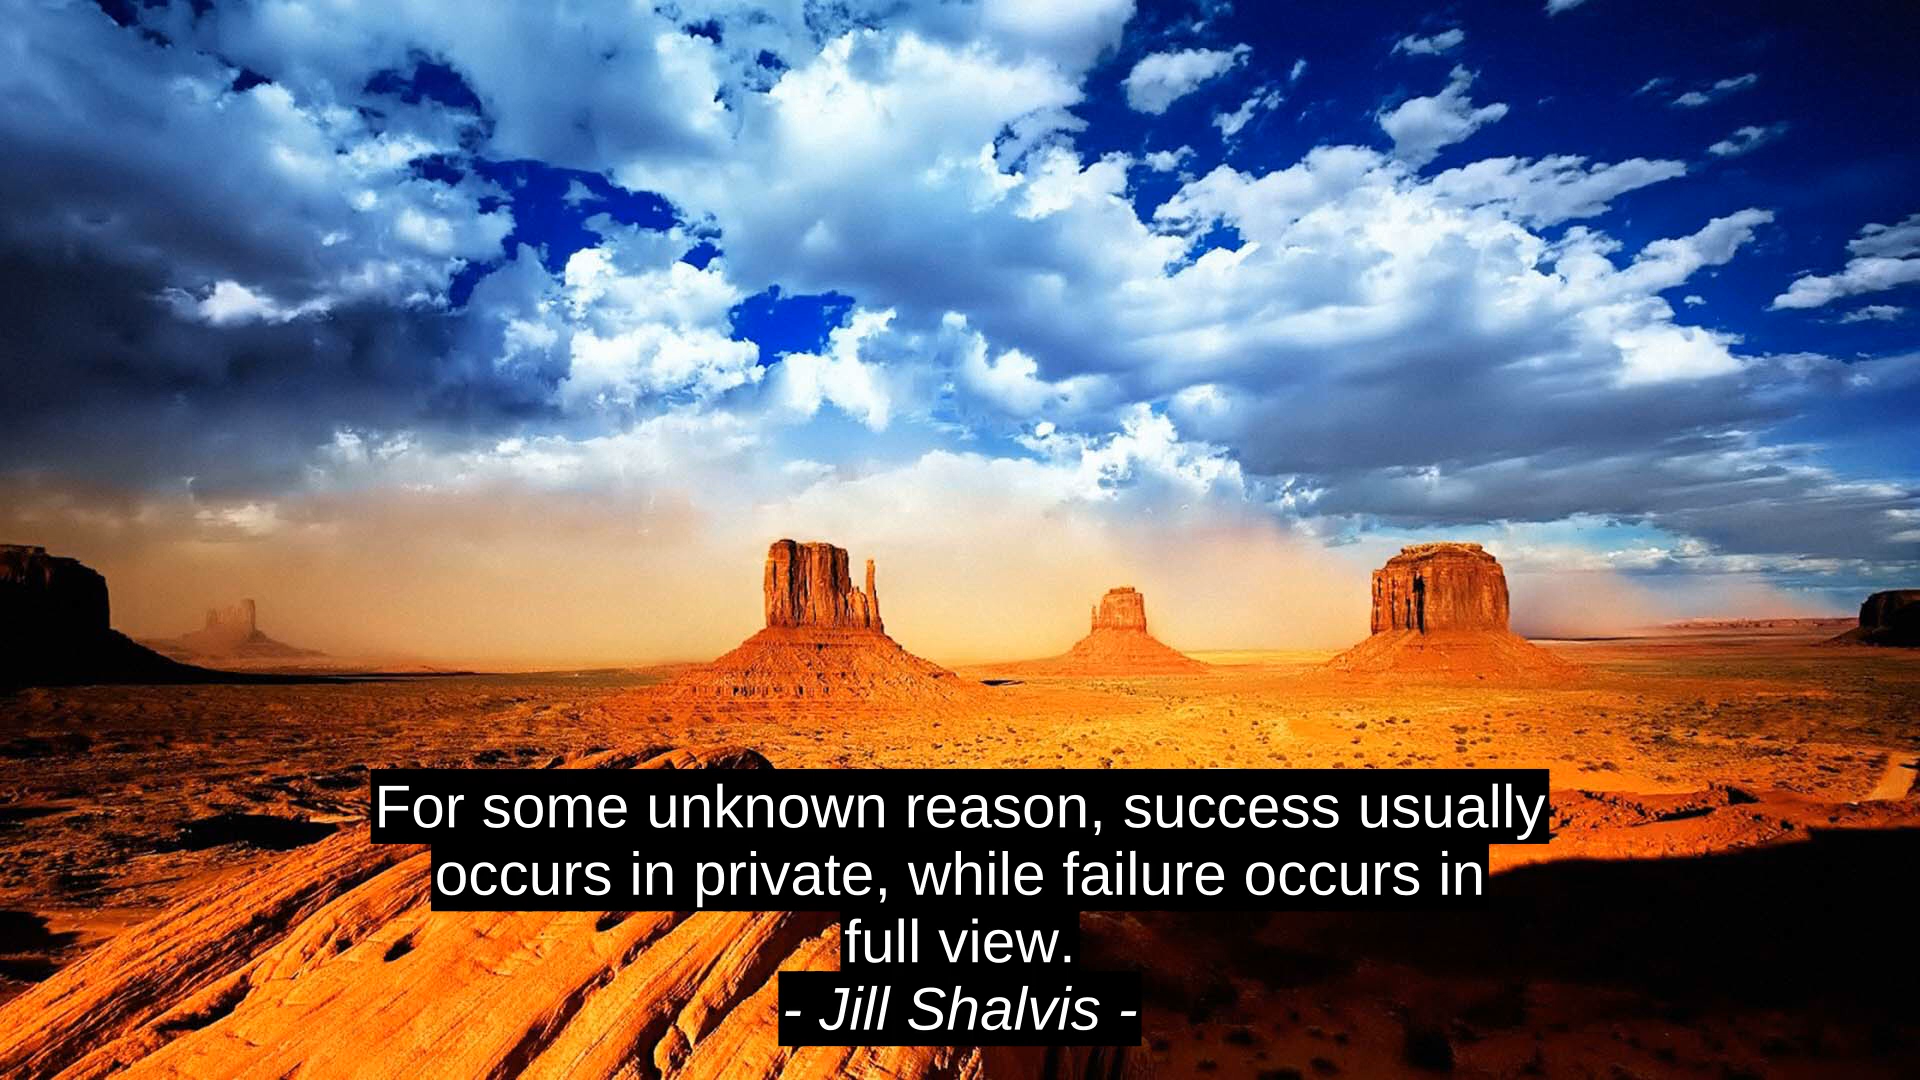 For some unknown reason, success usually
occurs in private, while failure occurs in
full view.
- Jill Shalvis -